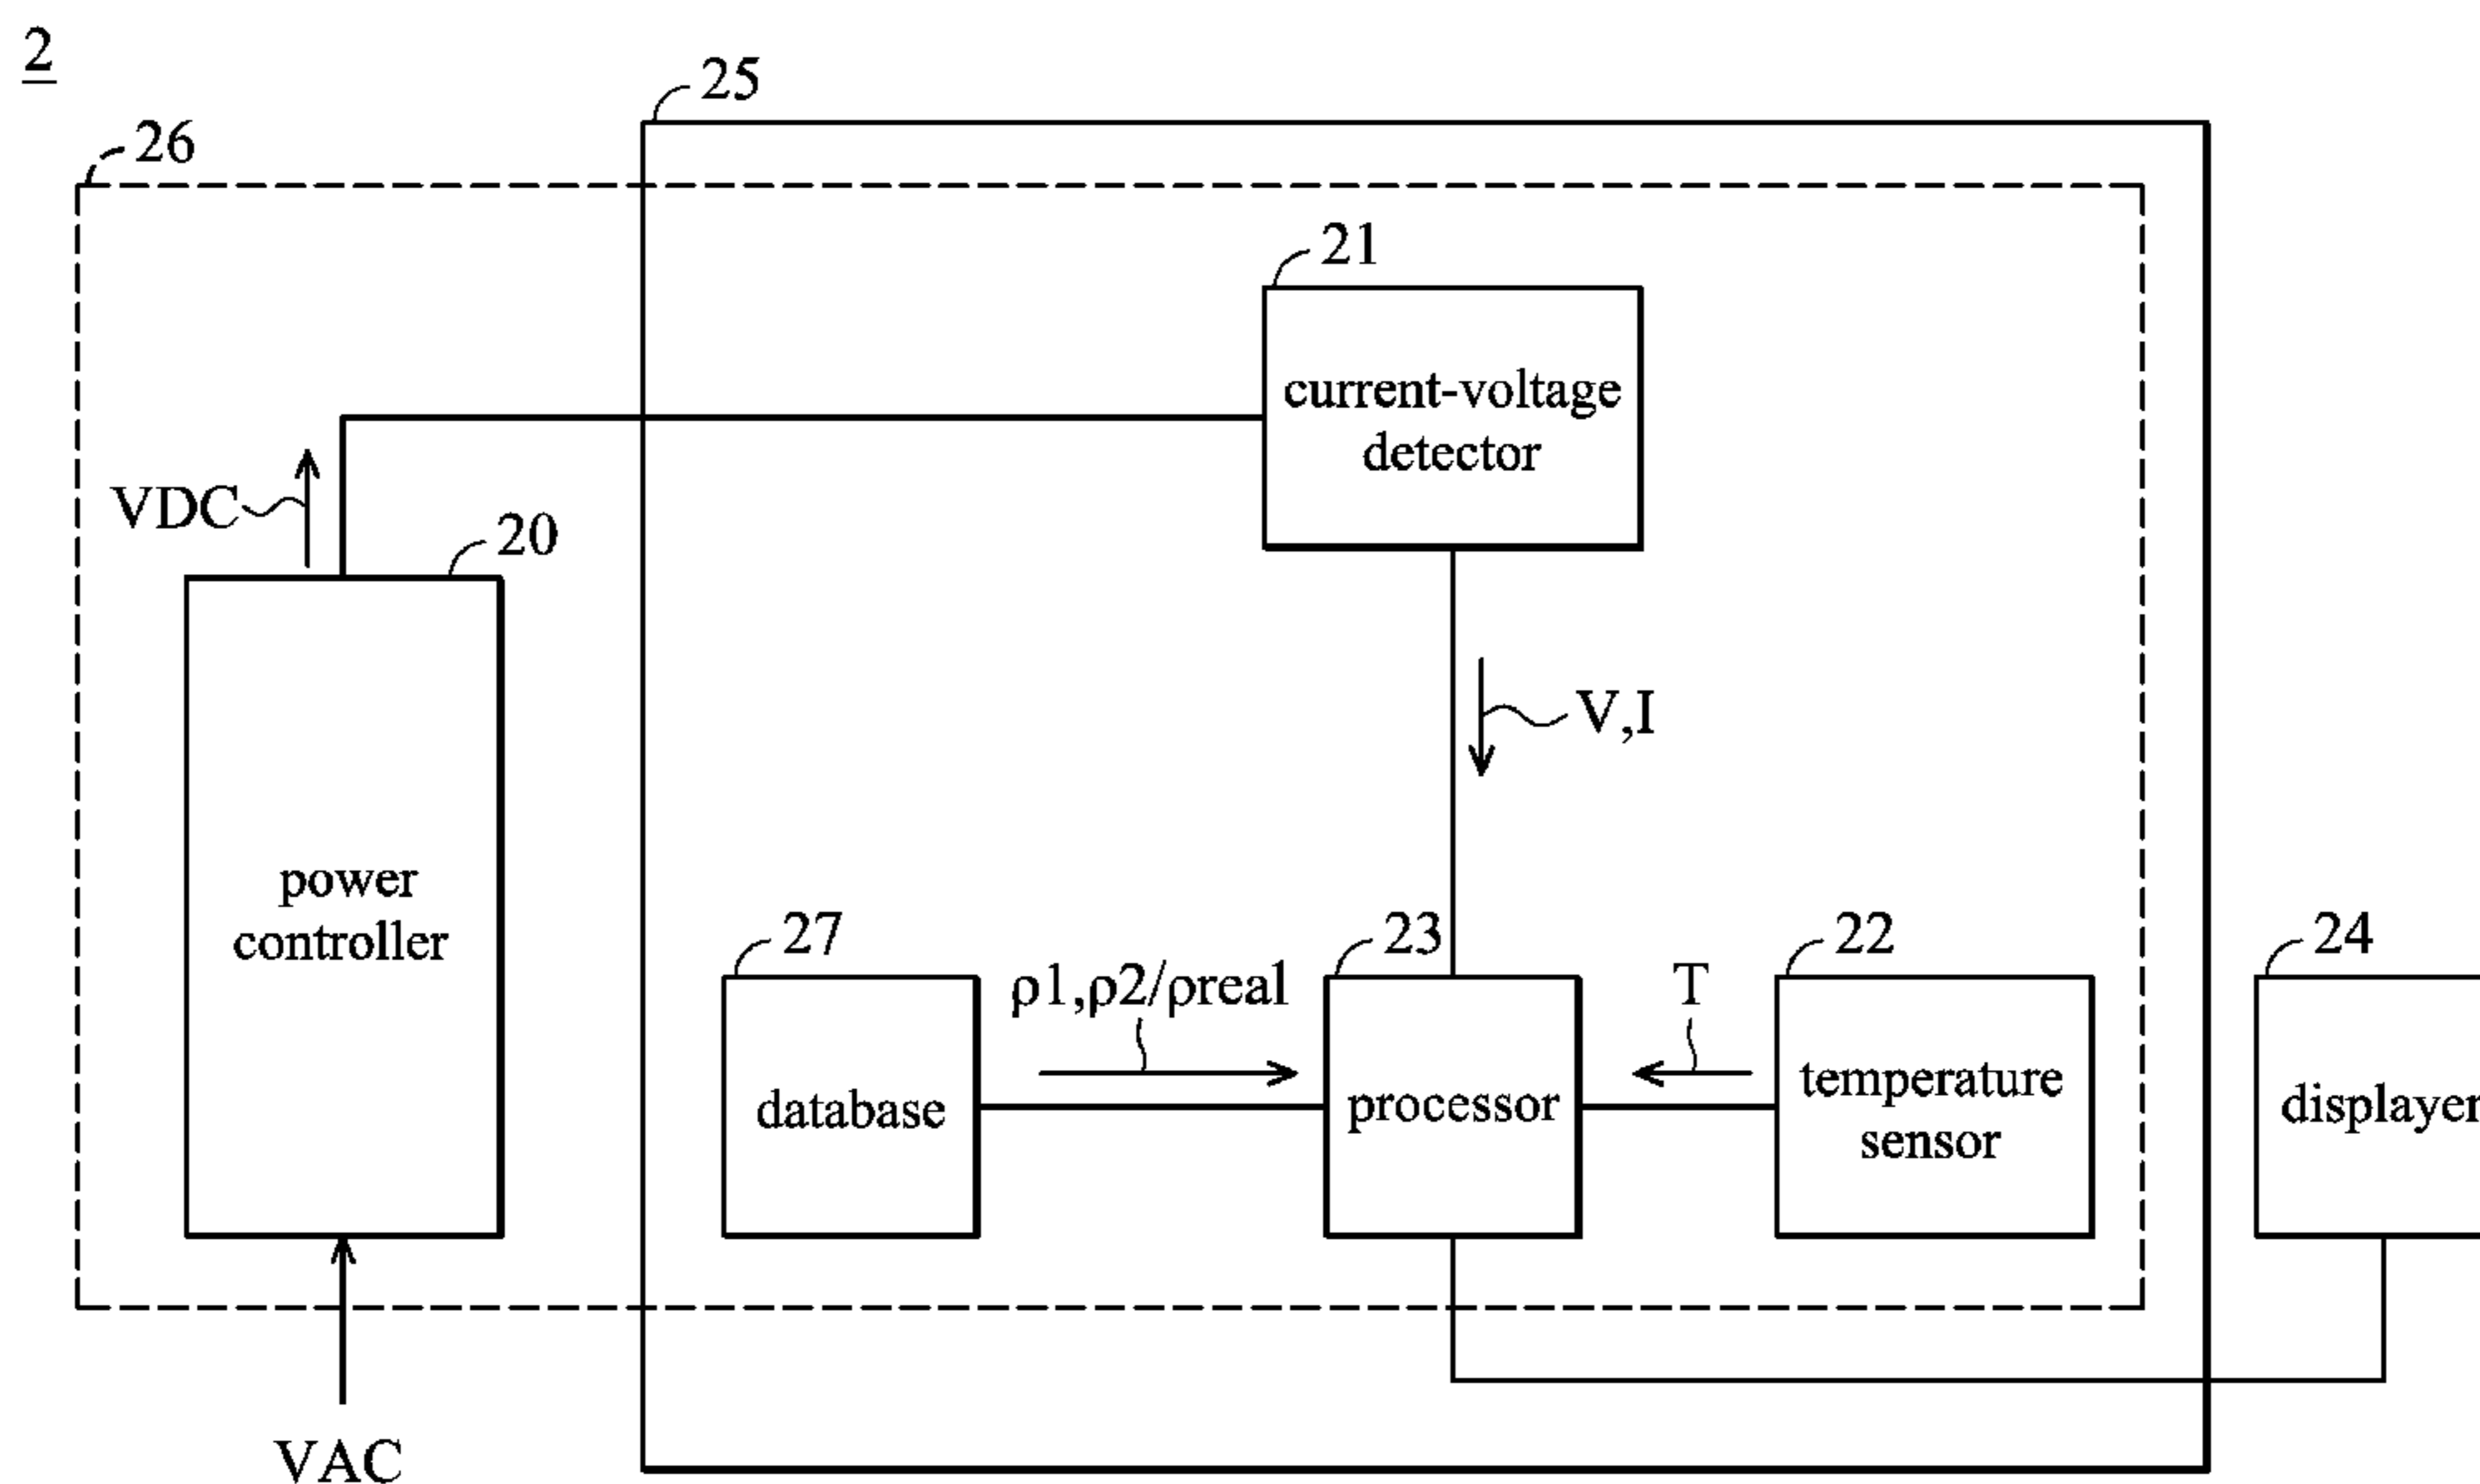 2
25
26
21
current-voltage
detector
VDC
20
V,I
power
controller
27
23
22
24
ρ1,ρ2/ρreal
T
database
processor
temperature
sensor
displayer
VAC